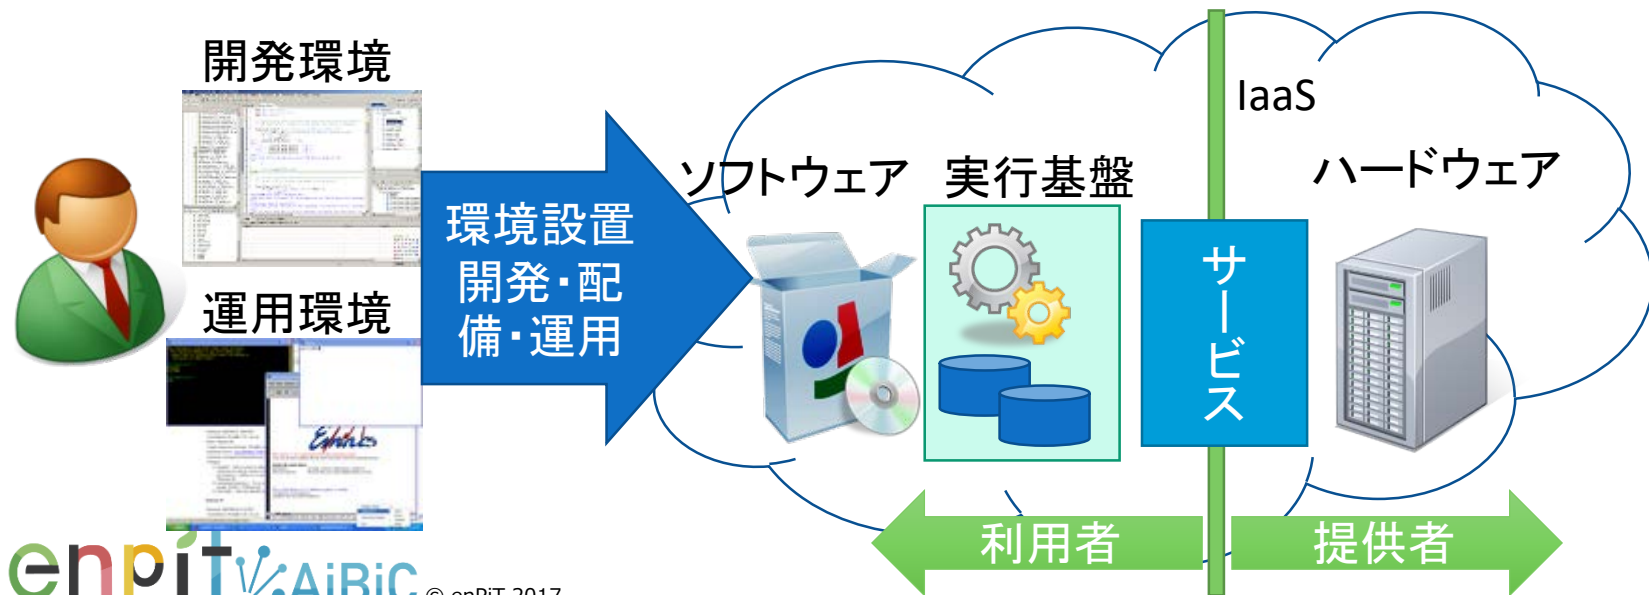 開発環境
運用環境
環境設置
開発・配
備・運用
ソフトウェア
実行基盤
IaaS
ハードウェア
サービス
利用者
提供者
enpiT
AiBiC
© enPiT 2017